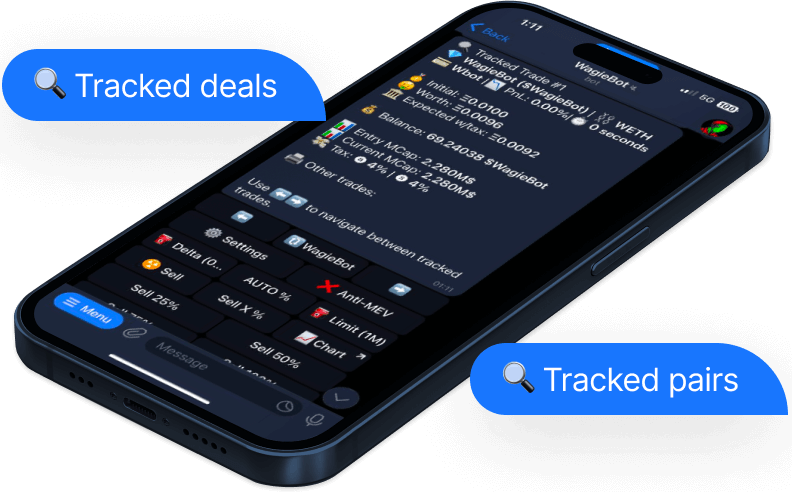 Tracked deals
1:11
5G 100
Back
WagieBot
bot
Tracked Trade #1
WagieBot ($WagieBot) | WETH
Wbot | PnL: 0.00% | 0 seconds
Initial: Ξ0.0100
Worth: Ξ0.0096
Expected w/tax: Ξ0.0092
Balance: 69.24038 $WagieBot
Entry MCap: 2.280M$
Current MCap: 2.280M$
Tax: 4% | 4%
Other trades:
Use ⬅️➡️ to navigate between tracked
trades.
01:11
Settings
WagieBot
Delta (0...
AUTO %
Anti-MEV
Sell
Sell X %
Limit (1M)
Sell 25%
Sell 50%
Chart
Menu
Message
Tracked pairs